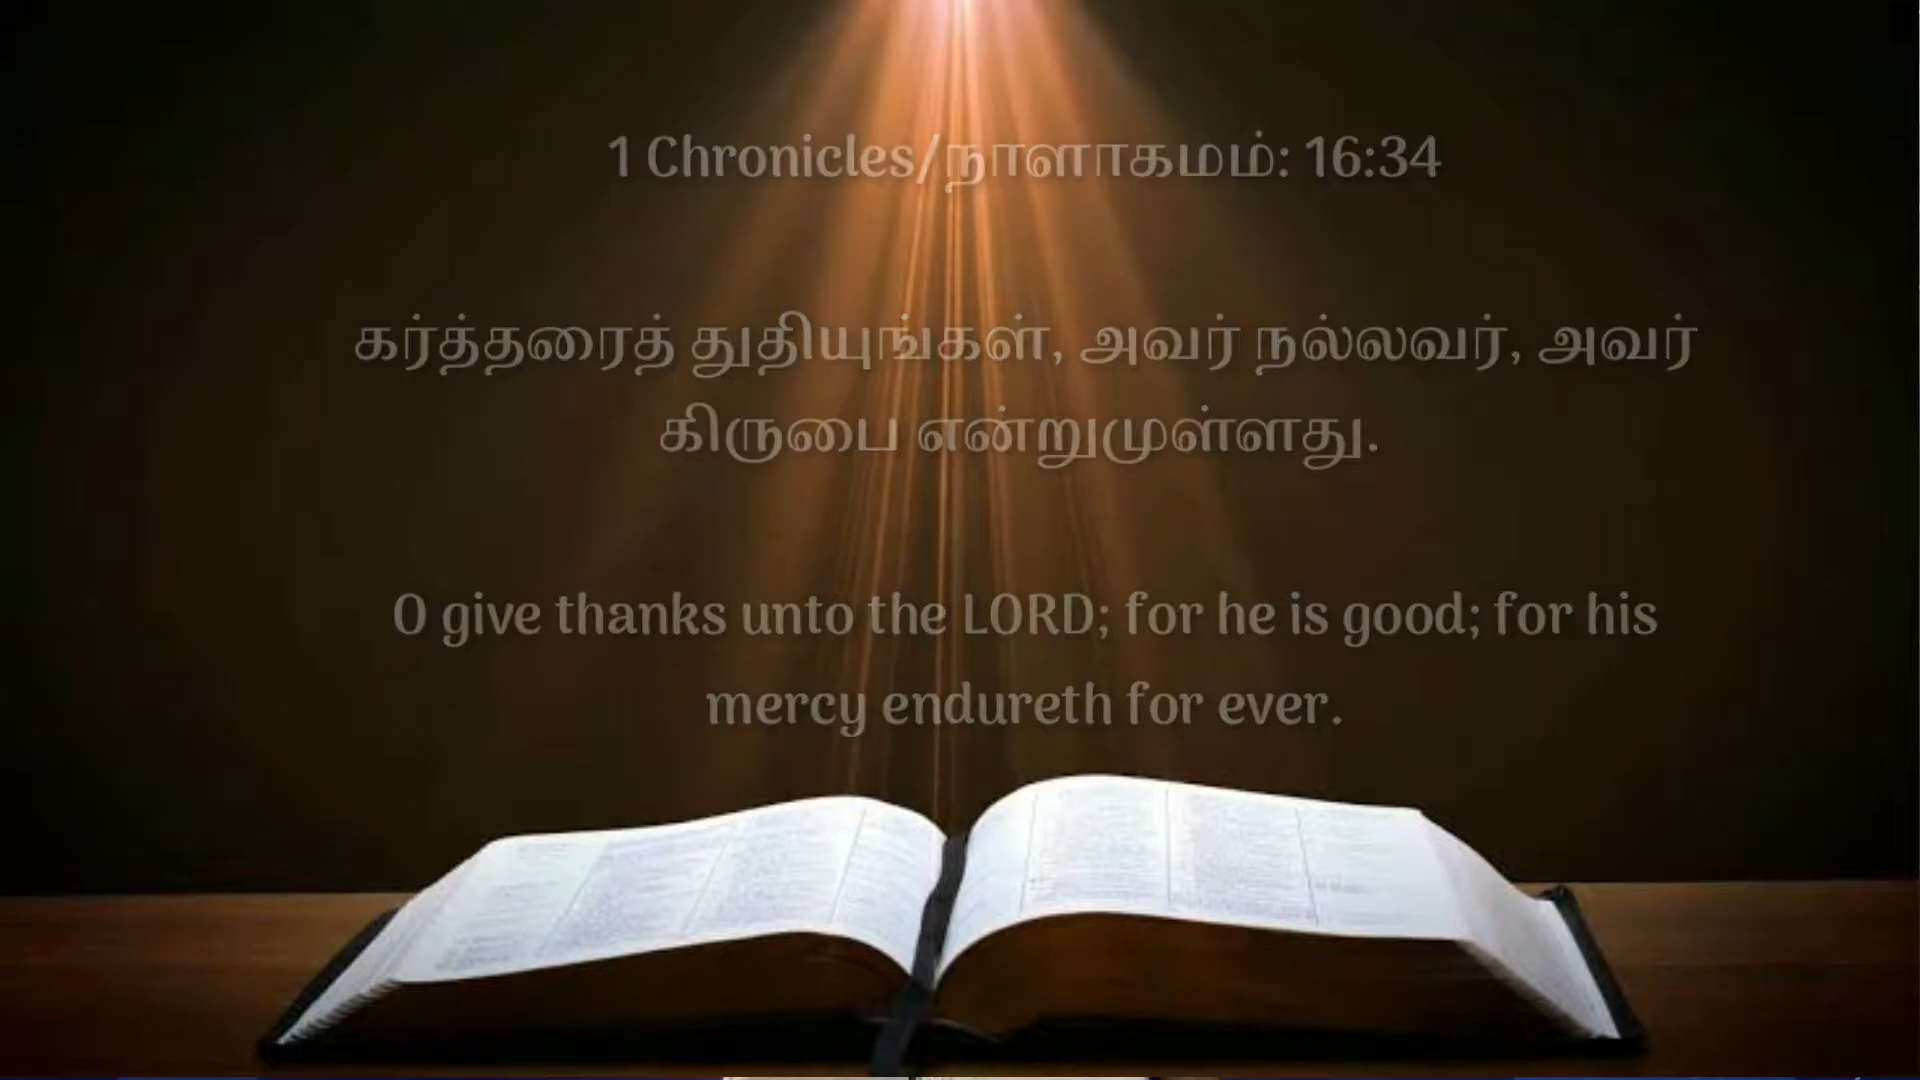 1 Chronicles/நாளாகமம்: 16:34
கர்த்தரைத் துதியுங்கள், அவர் நல்லவர், அவர்
கிருபை என்றுமுள்ளது.
O give thanks unto the LORD; for he is good; for his
mercy endureth for ever.